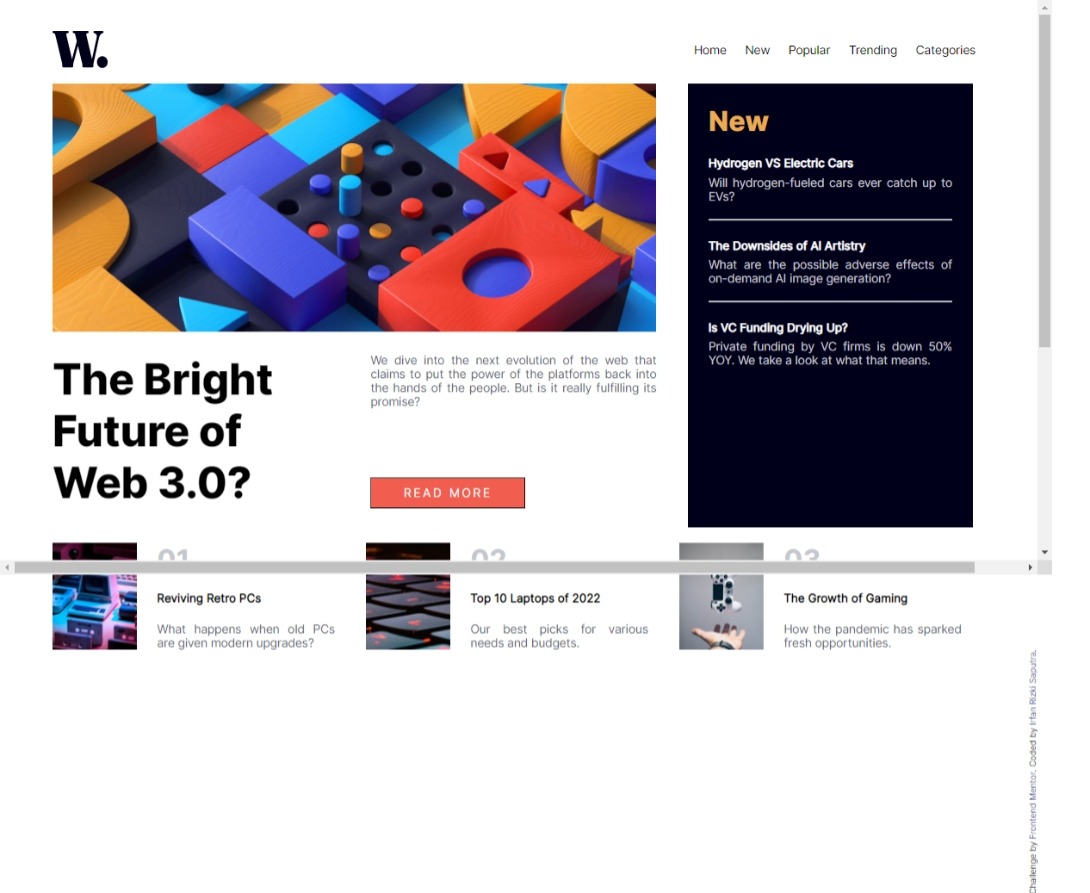 W.
Home New Popular Trending Categories
The Bright
Future of
Web 3.0?
We dive into the next evolution of the web that
claims to put the power of the platforms back into
the hands of the people. But is it really fulfilling its
promise?
READ MORE
New
Hydrogen VS Electric Cars
Will hydrogen-fueled cars ever catch up to
EVs?
The Downsides of AI Artistry
What are the possible adverse effects of
on-demand AI image generation?
Is VC Funding Drying Up?
Private funding by VC firms is down 50%
YOY. We take a look at what that means.
01
Reviving Retro PCs
What happens when old PCs
are given modern upgrades?
02
Top 10 Laptops of 2022
Our best picks for various
needs and budgets.
03
The Growth of Gaming
How the pandemic has sparked
fresh opportunities.
Challenge by Frontend Mentor. Coded by Irfan Rizki Saputra.